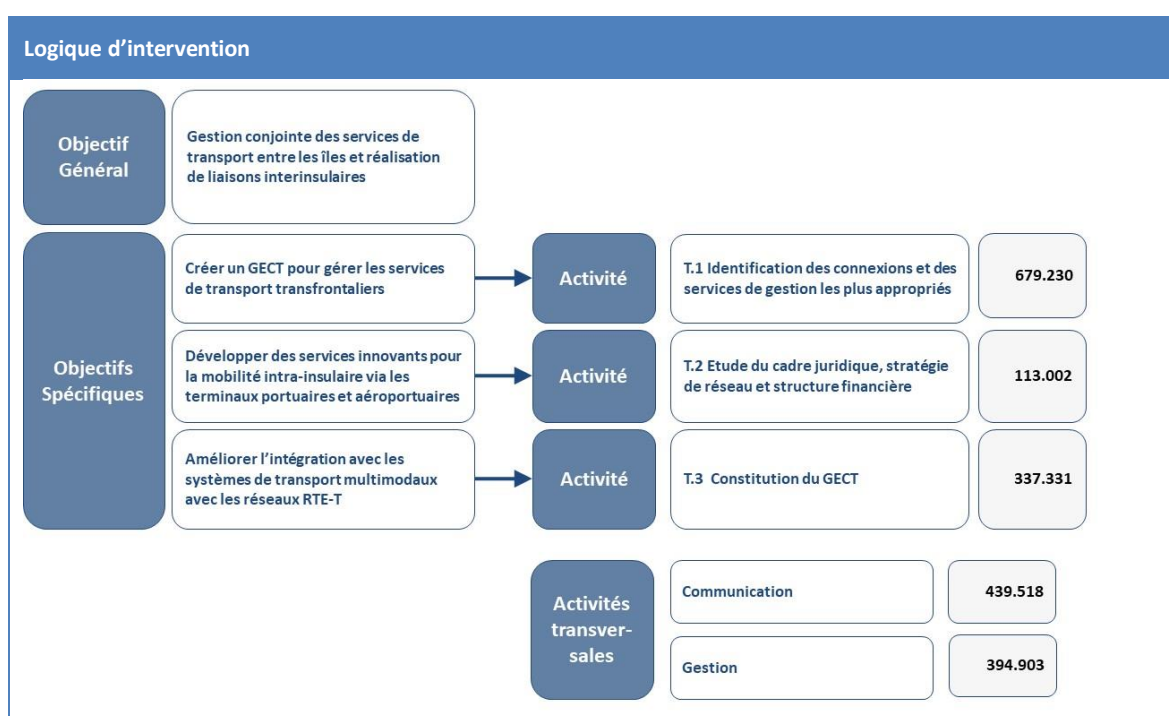 Logique d'intervention
Objectif
Général
Gestion conjointe des services de
transport entre les îles et réalisation
de liaisons interinsulaires
Objectifs
Spécifiques
Créer un GECT pour gérer les services
de transport transfrontaliers
Activité
T.1 Identification des connexions et des
services de gestion les plus appropriés
679.230
Développer des services innovants pour
la mobilité intra-insulaire via les
terminaux portuaires et aéroportuaires
Activité
T.2 Etude du cadre juridique, stratégie
de réseau et structure financière
113.002
Améliorer l'intégration avec les
systèmes de transport multimodaux
avec les réseaux RTE-T
Activité
T.3 Constitution du GECT
337.331
Activités
transver-
sales
Communication
439.518
Gestion
394.903